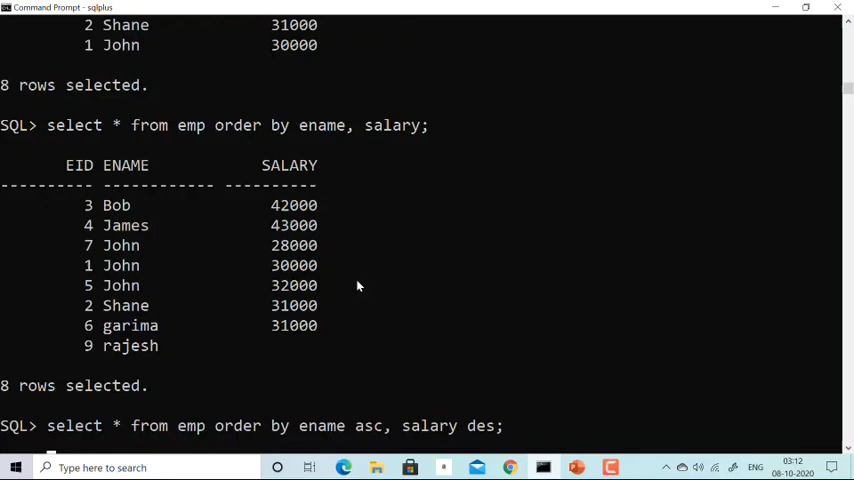 Command Prompt - sqlplus
2 Shane 31000
1 John 30000
8 rows selected.
SQL> select * from emp order by ename, salary;
EID ENAME SALARY
---------- ------------ ----------
3 Bob 42000
4 James 43000
7 John 28000
1 John 30000
5 John 32000
2 Shane 31000
6 garima 31000
9 rajesh
8 rows selected.
SQL> select * from emp order by ename asc, salary des;
Type here to search
a
ENG
03:12
08-10-2020